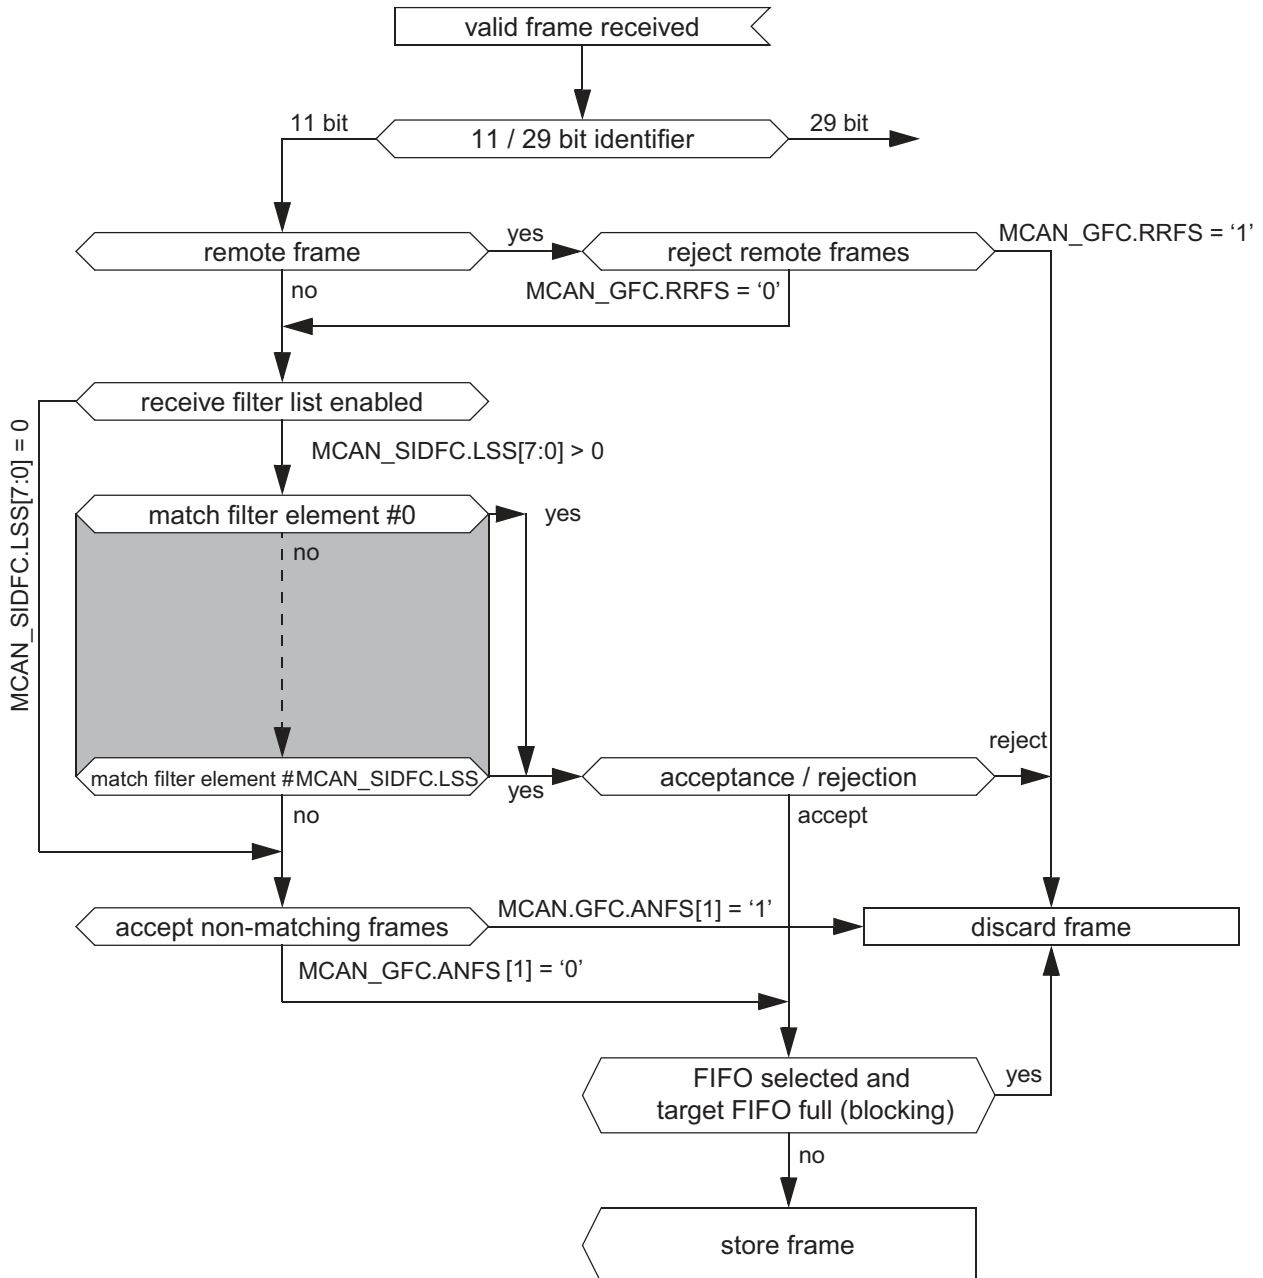 valid frame received
11 bit
11 / 29 bit identifier
29 bit
remote frame
yes
reject remote frames
MCAN_GFC.RRFS = ‘1’
no
MCAN_GFC.RRFS = ‘0’
receive filter list enabled
MCAN_SIDFC.LSS[7:0] = 0
MCAN_SIDFC.LSS[7:0] > 0
match filter element #0
yes
no
reject
match filter element #MCAN_SIDFC.LSS
yes
acceptance / rejection
no
accept
accept non-matching frames
MCAN.GFC.ANFS[1] = ‘1’
discard frame
MCAN_GFC.ANFS [1] = ‘0’
FIFO selected and
target FIFO full (blocking)
yes
no
store frame